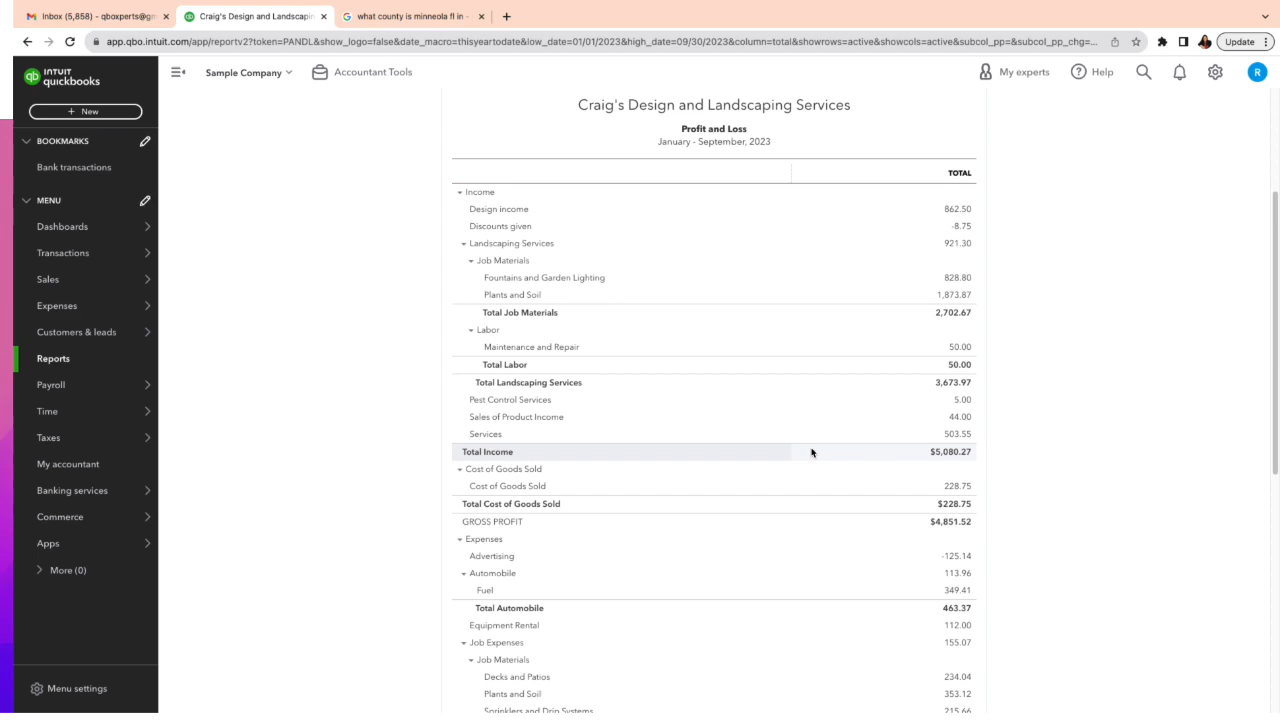 Inbox (5,858) - qboxperts@gm
Craig's Design and Landscapin
what county is minneola fl in -
app.qbo.intuit.com/app/reportv2?token=PANDL&show_logo=false&date_macro=thisyeartodate&low_date=01/01/2023&high_date=09/30/2023&column=total&showrows=active&showcols=active&subcol_pp=&subcol_pp_chg=...
Update
INTUIT
quickbooks
Sample Company
Accountant Tools
My experts
Help
R
+ New
BOOKMARKS
Bank transactions
MENU
Dashboards
Transactions
Sales
Expenses
Customers & leads
Reports
Payroll
Time
Taxes
My accountant
Banking services
Commerce
Apps
More (0)
Menu settings
Craig's Design and Landscaping Services
Profit and Loss
January - September, 2023
TOTAL
Income
Design income 862.50
Discounts given -8.75
Landscaping Services 921.30
Job Materials
Fountains and Garden Lighting 828.80
Plants and Soil 1,873.87
Total Job Materials 2,702.67
Labor
Maintenance and Repair 50.00
Total Labor 50.00
Total Landscaping Services 3,673.97
Pest Control Services 5.00
Sales of Product Income 44.00
Services 503.55
Total Income $5,080.27
Cost of Goods Sold
Cost of Goods Sold 228.75
Total Cost of Goods Sold $228.75
GROSS PROFIT $4,851.52
Expenses
Advertising -125.14
Automobile 113.96
Fuel 349.41
Total Automobile 463.37
Equipment Rental 112.00
Job Expenses 155.07
Job Materials
Decks and Patios 234.04
Plants and Soil 353.12
Sprinklers and Drip Systems 215.66